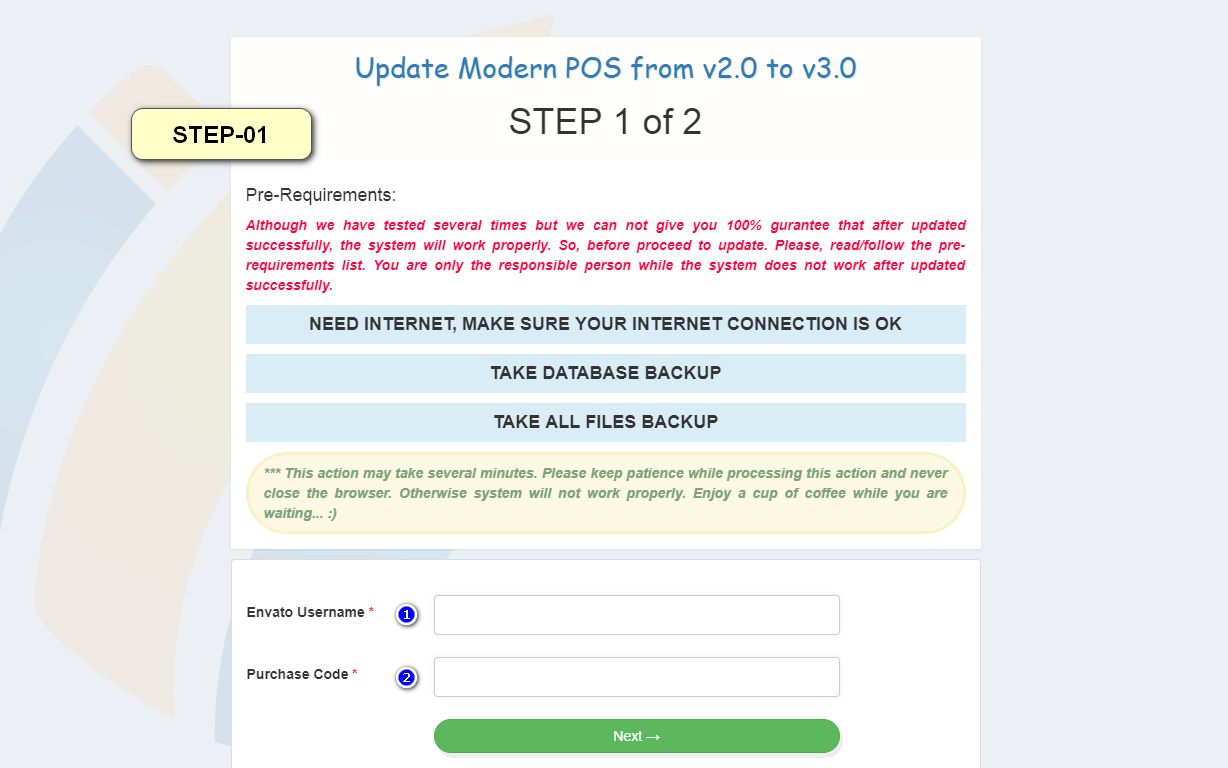 Update Modern POS from v2.0 to v3.0
STEP 1 of 2
STEP-01
Pre-Requirements:
Although we have tested several times but we can not give you 100% gurantee that after updated
successfully, the system will work properly. So, before proceed to update. Please, read/follow the pre-
requirements list. You are only the responsible person while the system does not work after updated
successfully.
NEED INTERNET, MAKE SURE YOUR INTERNET CONNECTION IS OK
TAKE DATABASE BACKUP
TAKE ALL FILES BACKUP
*** This action may take several minutes. Please keep patience while processing this action and never
close the browser. Otherwise system will not work properly. Enjoy a cup of coffee while you are
waiting... :)
Envato Username * 1
Purchase Code * 2
Next →